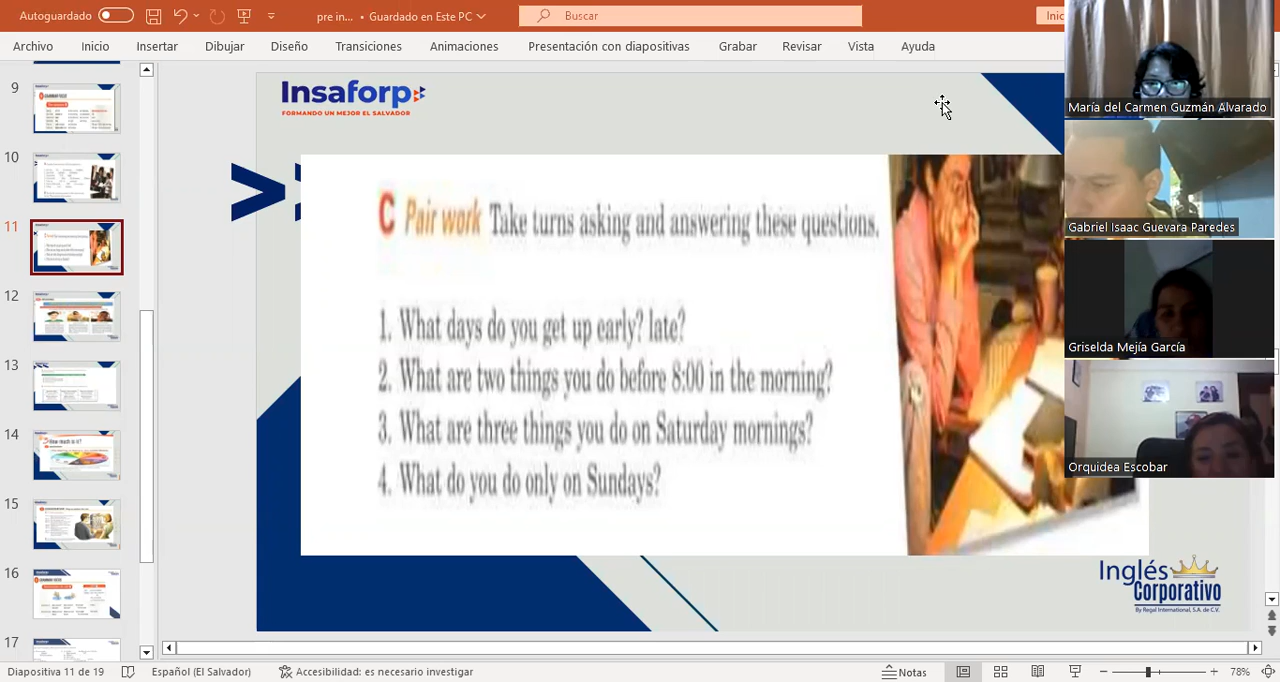 Autoguardado
pre in... • Guardado en Este PC
Buscar
Inic
Archivo Inicio Insertar Dibujar Diseño Transiciones Animaciones Presentación con diapositivas Grabar Revisar Vista Ayuda
9
10
11
12
13
14
15
16
17
Insaforp
FORMANDO UN MEJOR EL SALVADOR
C Pair work Take turns asking and answering these questions.
1. What days do you get up early? late?
2. What are two things you do before 8:00 in the morning?
3. What are three things you do on Saturday mornings?
4. What do you do only on Sundays?
Inglés
Corporativo
By Regal International, S.A. de C.V.
María del Carmen Guzmán Alvarado
Gabriel Isaac Guevara Paredes
Griselda Mejía García
Orquidea Escobar
Diapositiva 11 de 19 Español (El Salvador) Accesibilidad: es necesario investigar Notas 78%